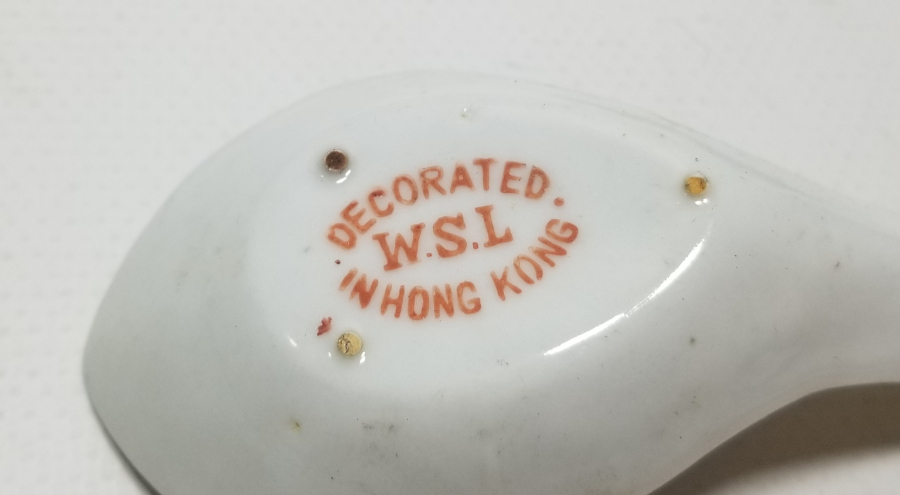 DECORATED.
W.S.L
IN HONG KONG